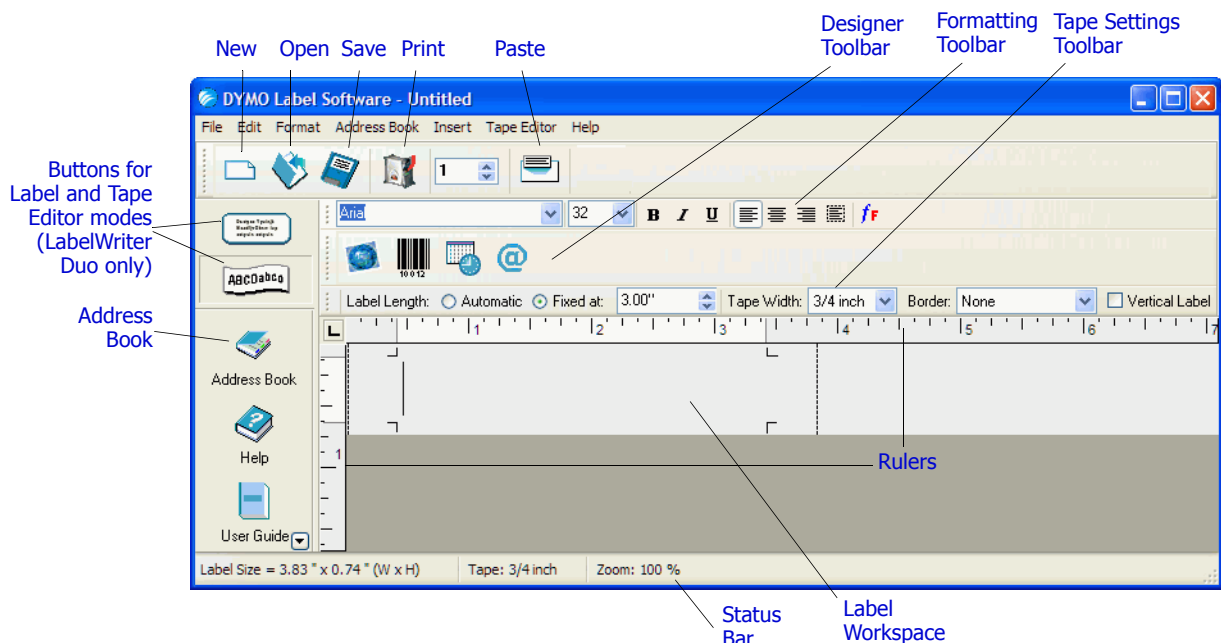 Designer
Toolbar
Formatting
Toolbar
Tape Settings
Toolbar
New
Open
Save
Print
Paste
DYMO Label Software - Untitled
File Edit Format Address Book Insert Tape Editor Help
1
Buttons for
Label and Tape
Editor modes
(LabelWriter
Duo only)
Arial 32 B I U fF
ABCDabcd
10 0 12
@
Label Length: Automatic Fixed at: 3.00" Tape Width: 3/4 inch Border: None Vertical Label
L 1 2 3 4 5 6 7
Address
Book
Address Book
Help
1
Rulers
User Guide
Label Size = 3.83 " x 0.74 " (W x H) Tape: 3/4 inch Zoom: 100 %
Status
Bar
Label
Workspace